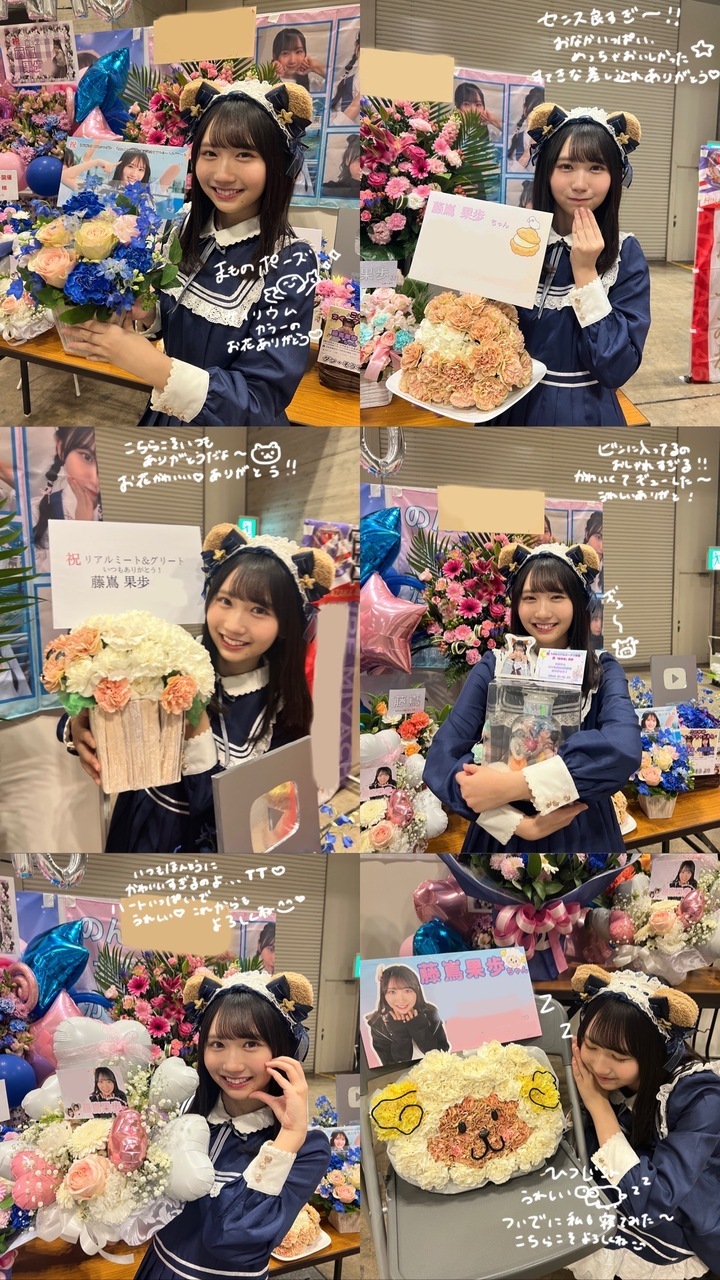 祝
まものポーズ
サイリウム
カラーの
お花ありがとう♡
センス良すぎ〜!!
おなかいっぱい、
めっちゃおいしかった☆
すてきな差し込れありがとう♡
藤嶌 果歩
ちゃん
こちらこそいつも
ありがとうだよ〜
お花かわいい♡ ありがとう!!
祝 リアルミート&グリート
いつもありがとう!
藤嶌 果歩
ビンに入ってるの
おしゃれすぎる!!
かわいくてギューした〜
うれしいありがと!
のん
藤嶌
いつもほんとうに
かわいすぎるのよ... TT♡
ハートいっぱいで
うれしい♡ これからも
よろしくね
のん
藤嶌果歩
ちゃん
z
z
ひつじさん
うれしい
zz
ついでに私も寝てみた〜
こちらこそよろしくね